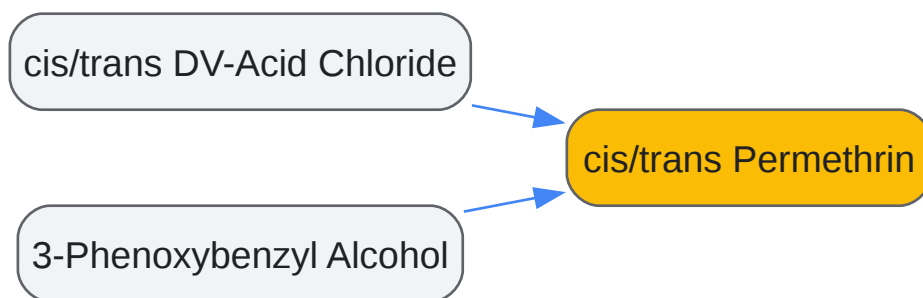 cis/trans DV-Acid Chloride
cis/trans Permethrin
3-Phenoxybenzyl Alcohol